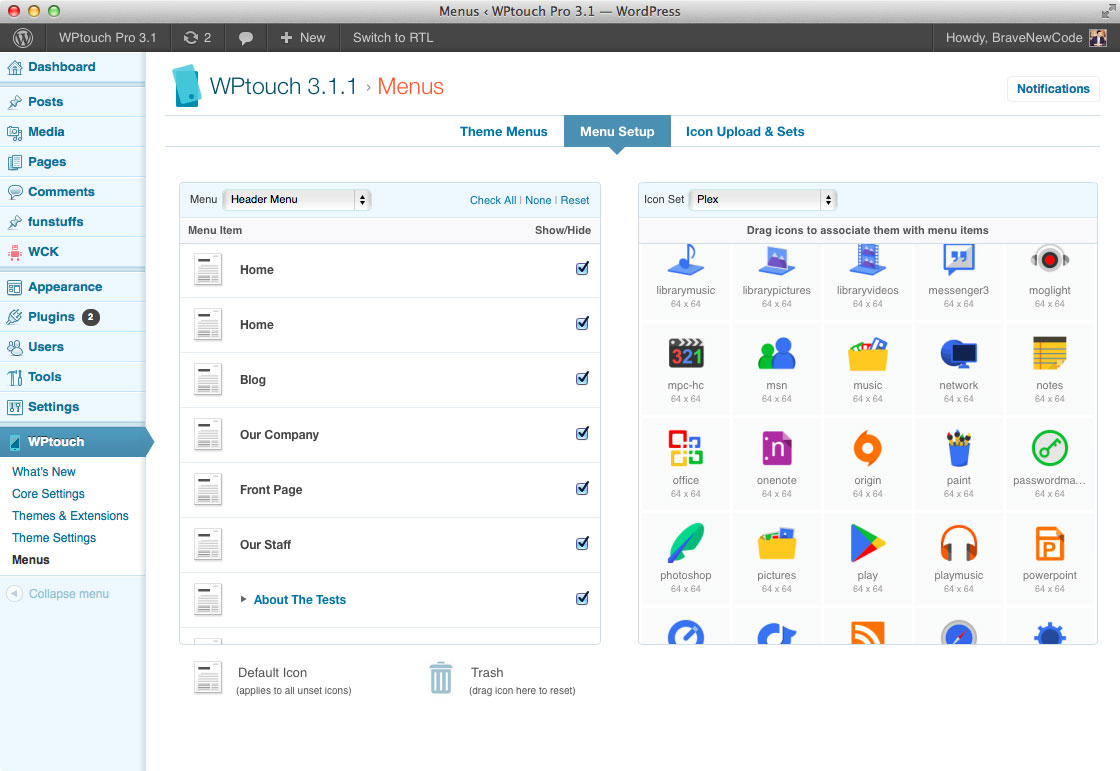 Menus ‹ WPtouch Pro 3.1 — WordPress
WPtouch Pro 3.1 2 New Switch to RTL Howdy, BraveNewCode
Dashboard
Posts
Media
Pages
Comments
funstuffs
WCK
Appearance
Plugins 2
Users
Tools
Settings
WPtouch
What's New
Core Settings
Themes & Extensions
Theme Settings
Menus
Collapse menu
WPtouch 3.1.1 › Menus
Notifications
Theme Menus Menu Setup Icon Upload & Sets
Menu Header Menu Check All | None | Reset
Menu Item Show/Hide
Home
Home
Blog
Our Company
Front Page
Our Staff
About The Tests
Default Icon
(applies to all unset icons)
Trash
(drag icon here to reset)
Icon Set Plex
Drag icons to associate them with menu items
librarymusic librarypictures libraryvideos messenger3 moglight
64 x 64 64 x 64 64 x 64 64 x 64 64 x 64
321
mpc-hc msn music network notes
64 x 64 64 x 64 64 x 64 64 x 64 64 x 64
n
office onenote origin paint passwordma...
64 x 64 64 x 64 64 x 64 64 x 64 64 x 64
P
photoshop pictures play playmusic powerpoint
64 x 64 64 x 64 64 x 64 64 x 64 64 x 64